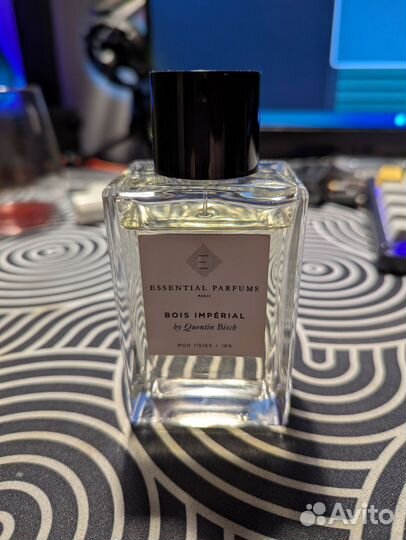 E
ESSENTIAL PARFUMS
PARIS
BOIS IMPÉRIAL
by Quentin Bisch
Avito